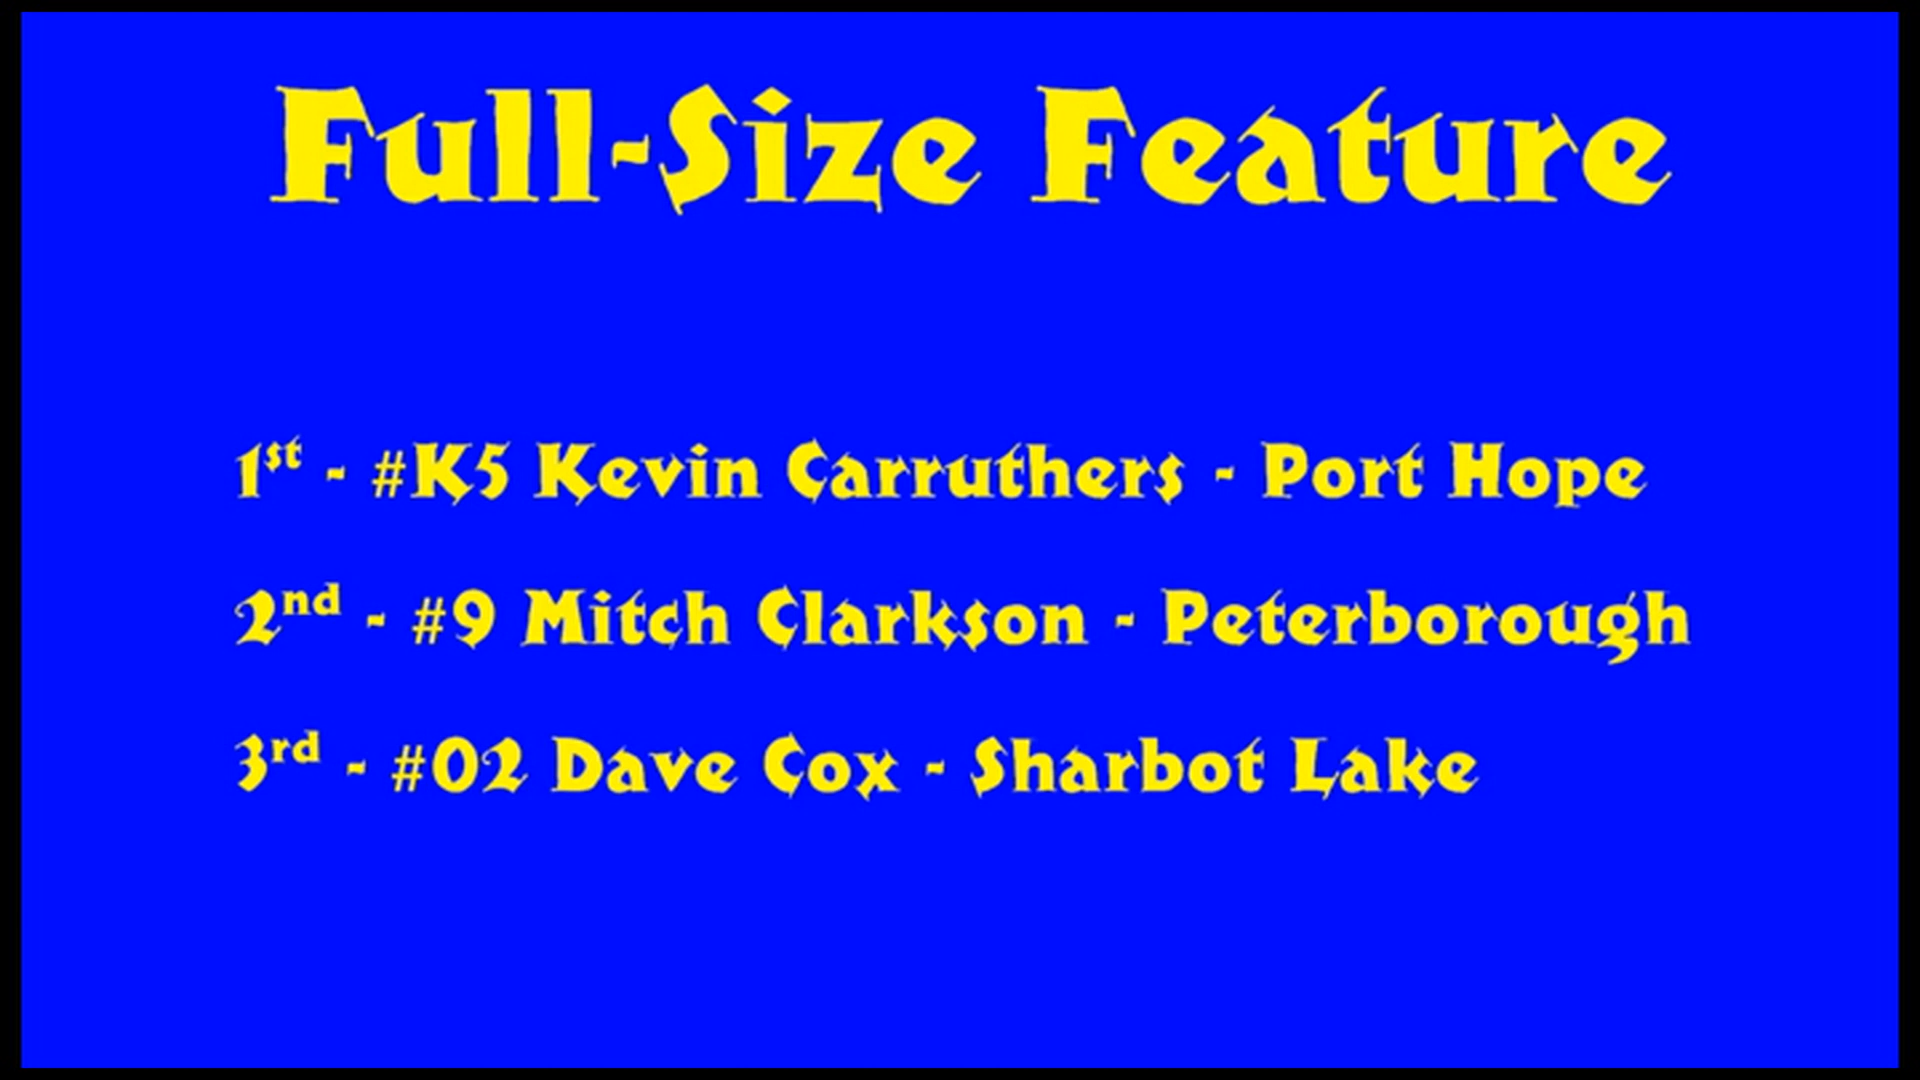 Full-Size Feature
1st - #K5 Kevin Carruthers - Port Hope
2nd - #9 Mitch Clarkson - Peterborough
3rd - #02 Dave Cox - Sharbot Lake